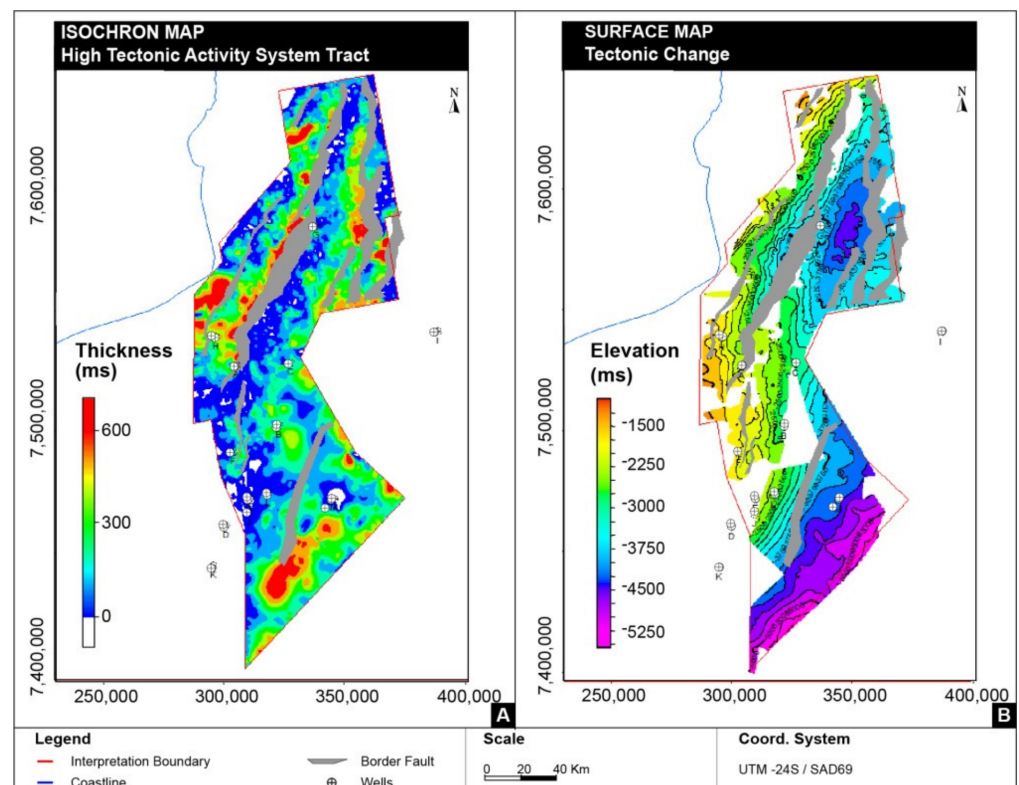 ISOCHRON MAP
High Tectonic Activity System Tract
N
7,600,000
7,500,000
7,400,000
Thickness
(ms)
600
300
0
I
D
K
250,000
300,000
350,000
400,000
A
SURFACE MAP
Tectonic Change
N
7,600,000
7,500,000
7,400,000
Elevation
(ms)
-1500
-2250
-3000
-3750
-4500
-5250
I
D
K
250,000
300,000
350,000
400,000
B
Legend
Interpretation Boundary
Coastline
Border Fault
Wells
Scale
0 20 40 Km
Coord. System
UTM -24S / SAD69